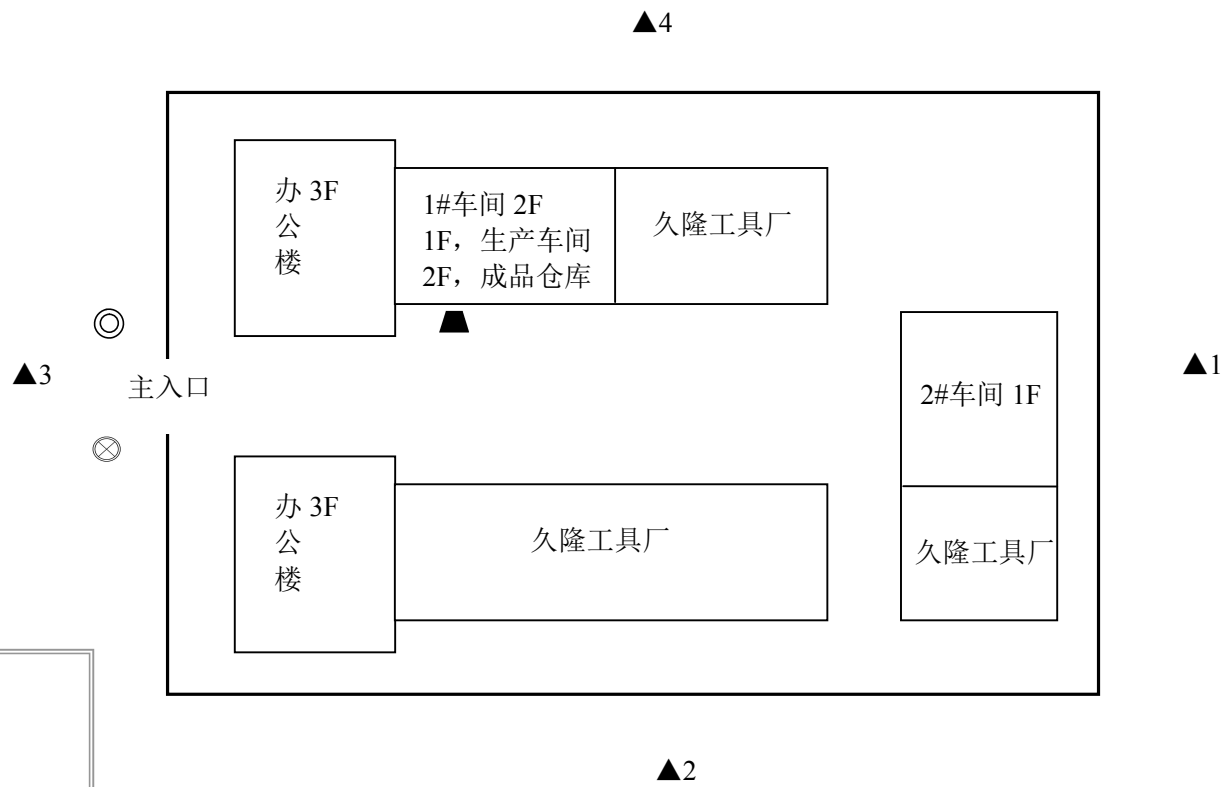 ▲4
办 3F
公
楼
1#车间 2F
1F，生产车间
2F，成品仓库
久隆工具厂
▲3
主入口
2#车间 1F
▲1
办 3F
公
楼
久隆工具厂
久隆工具厂
▲2